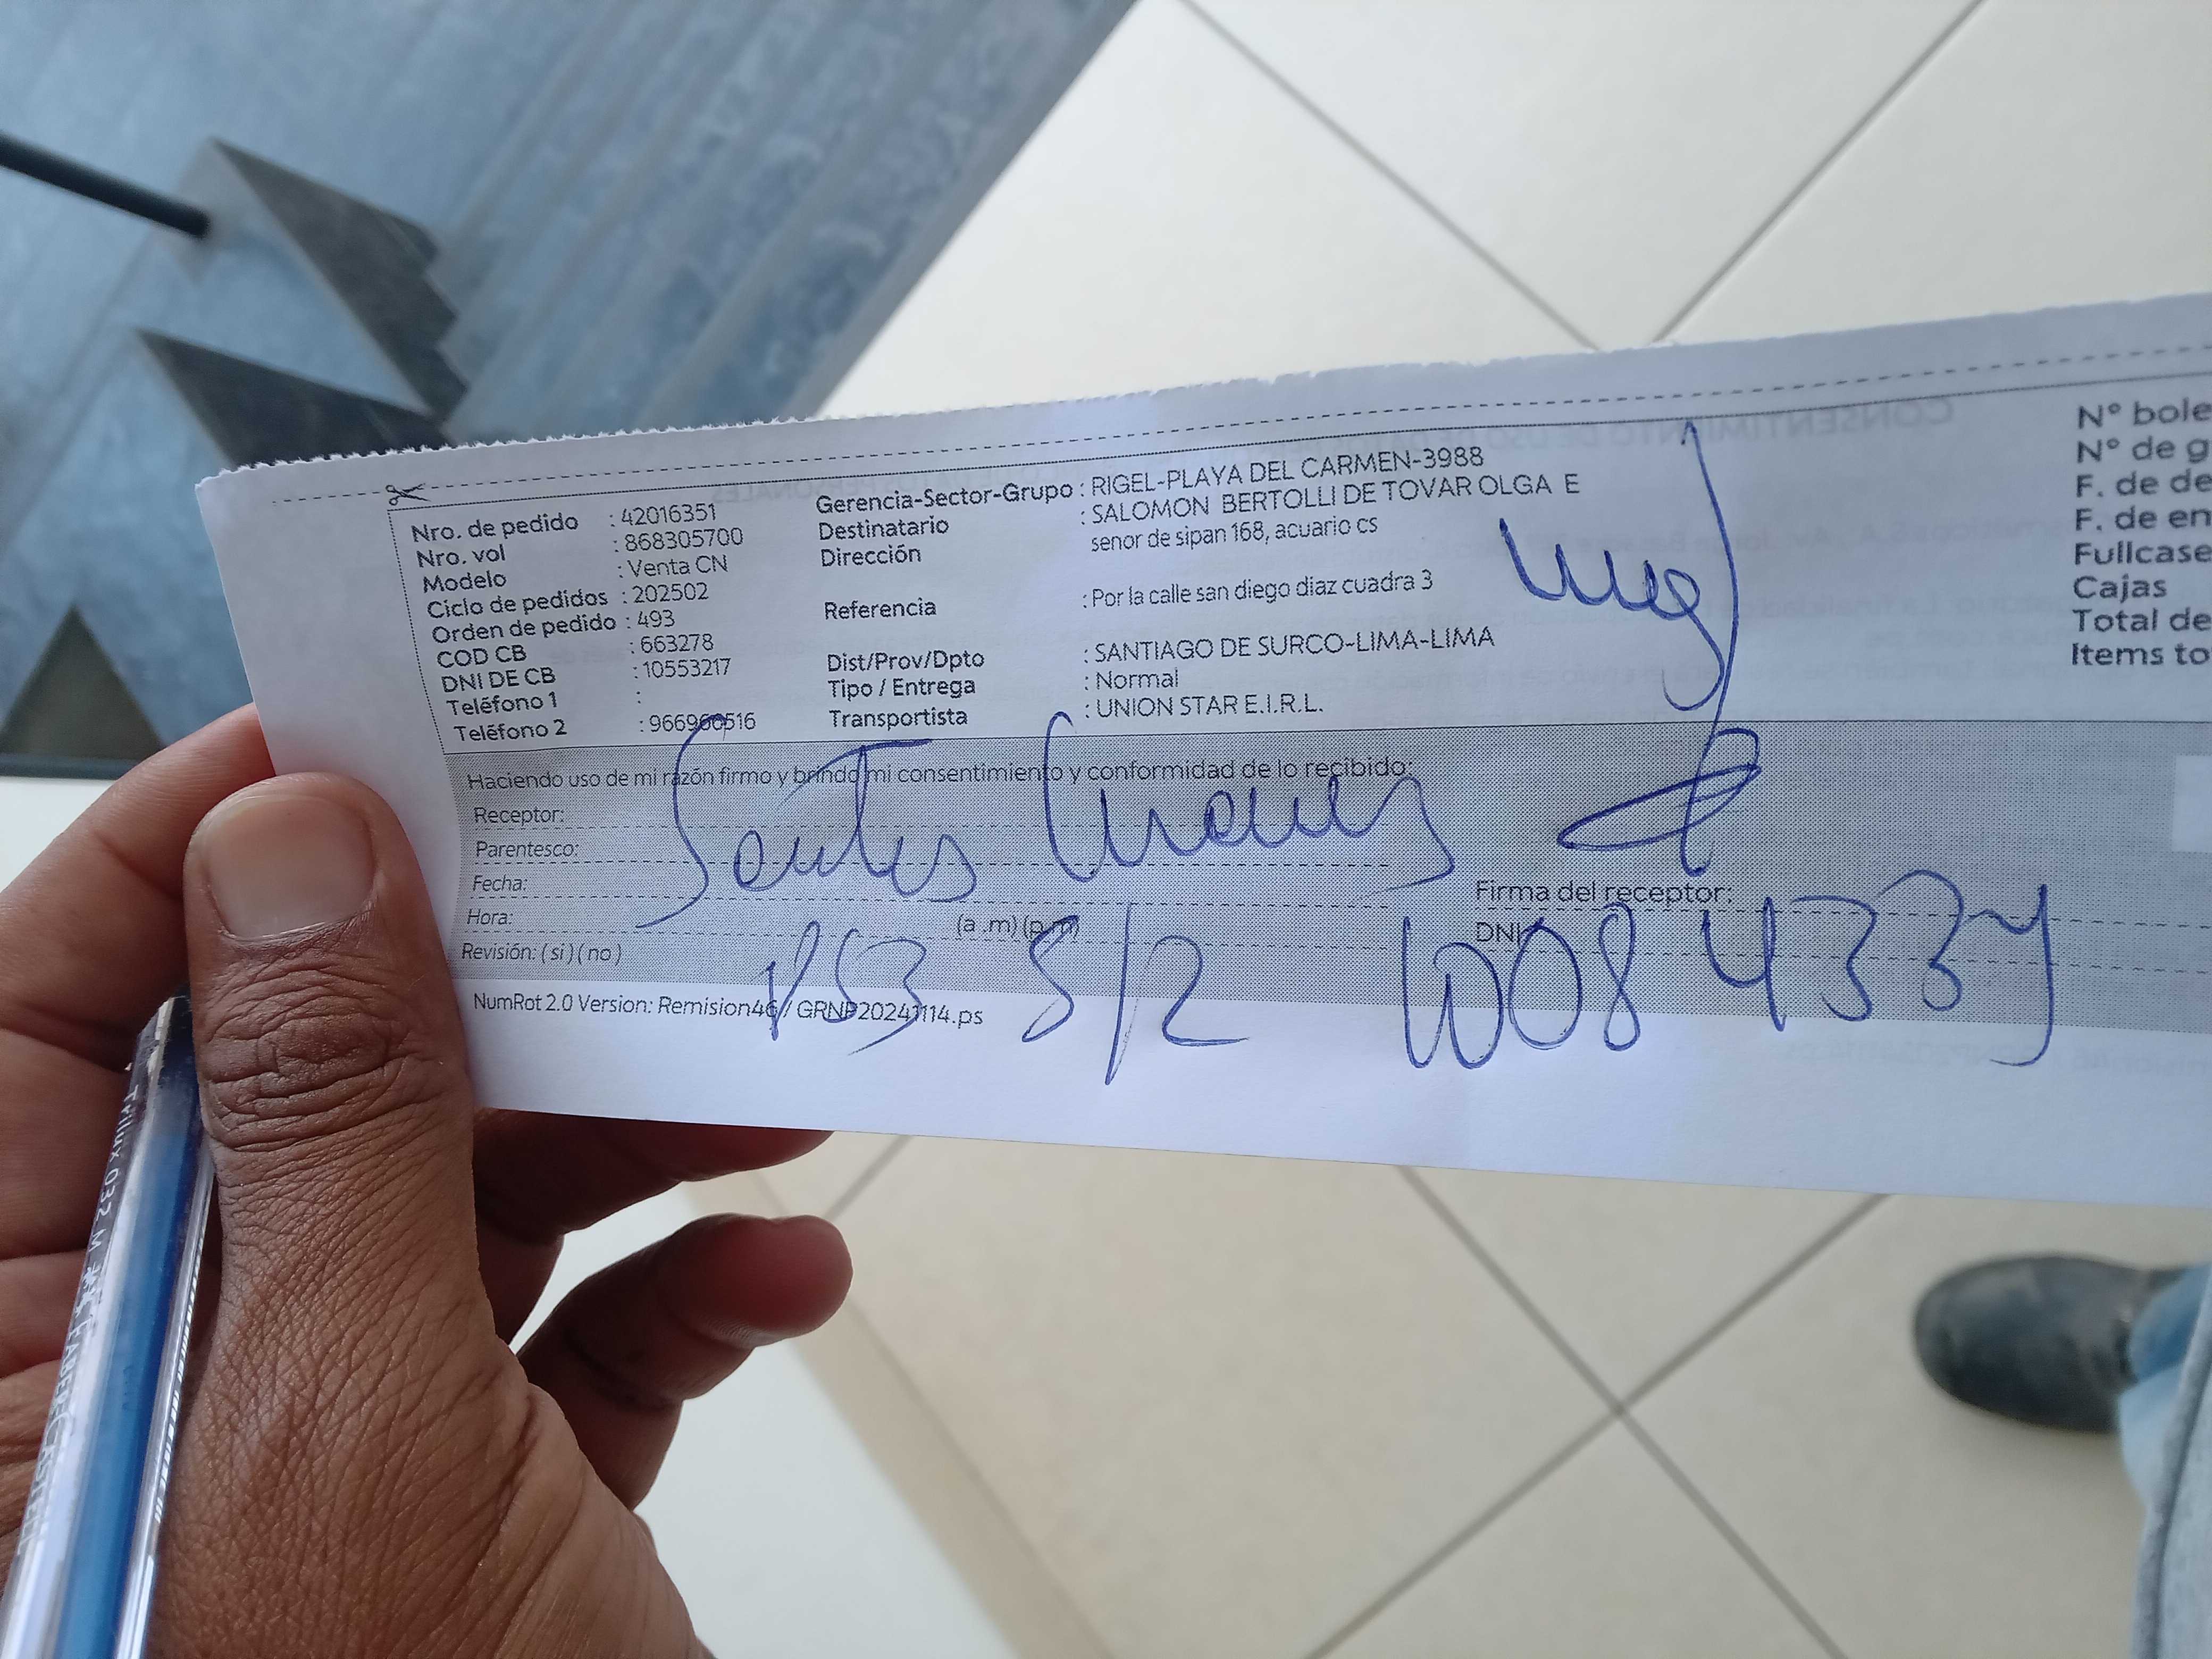 Nro. de pedido : 42016351
Nro. vol : 868305700
Modelo : Venta CN
Ciclo de pedidos : 202502
Orden de pedido : 493
COD CB : 663278
DNI DE CB : 10553217
Teléfono 1 :
Teléfono 2 : 966966516
Gerencia-Sector-Grupo : RIGEL-PLAYA DEL CARMEN-3988
Destinatario : SALOMON BERTOLLI DE TOVAR OLGA E
Dirección senor de sipan 168, acuario cs
Referencia : Por la calle san diego diaz cuadra 3
Dist/Prov/Dpto : SANTIAGO DE SURCO-LIMA-LIMA
Tipo / Entrega : Normal
Transportista : UNION STAR E.I.R.L.
Nº bole
Nº de g
F. de de
F. de en
Fullcase
Cajas
Total de
Items to
Haciendo uso de mi razón firmo y brindo mi consentimiento y conformidad de lo recibido:
Receptor:
Santos
Parentesco:
Fecha:
Hora: (a .m) (p.m)
Revisión: ( si ) ( no )
Firma del receptor:
DNI
153 8/2
NumRot 2.0 Version: Remision46 / GRNP20241114.ps